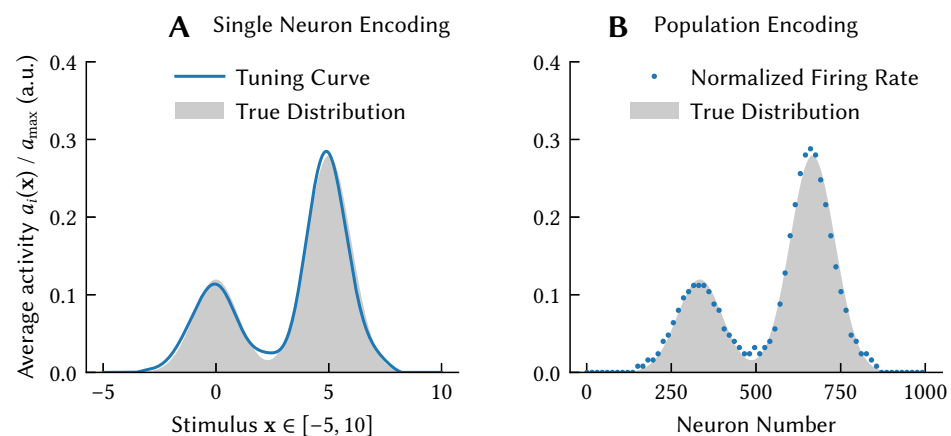 A Single Neuron Encoding
Average activity aᵢ(x) / aₘₐₓ (a.u.)
0.4
0.3
0.2
0.1
0.0
Tuning Curve
True Distribution
−5
0
5
10
Stimulus x ∈ [−5, 10]
B Population Encoding
0.4
0.3
0.2
0.1
0.0
Normalized Firing Rate
True Distribution
0
250
500
750
1000
Neuron Number